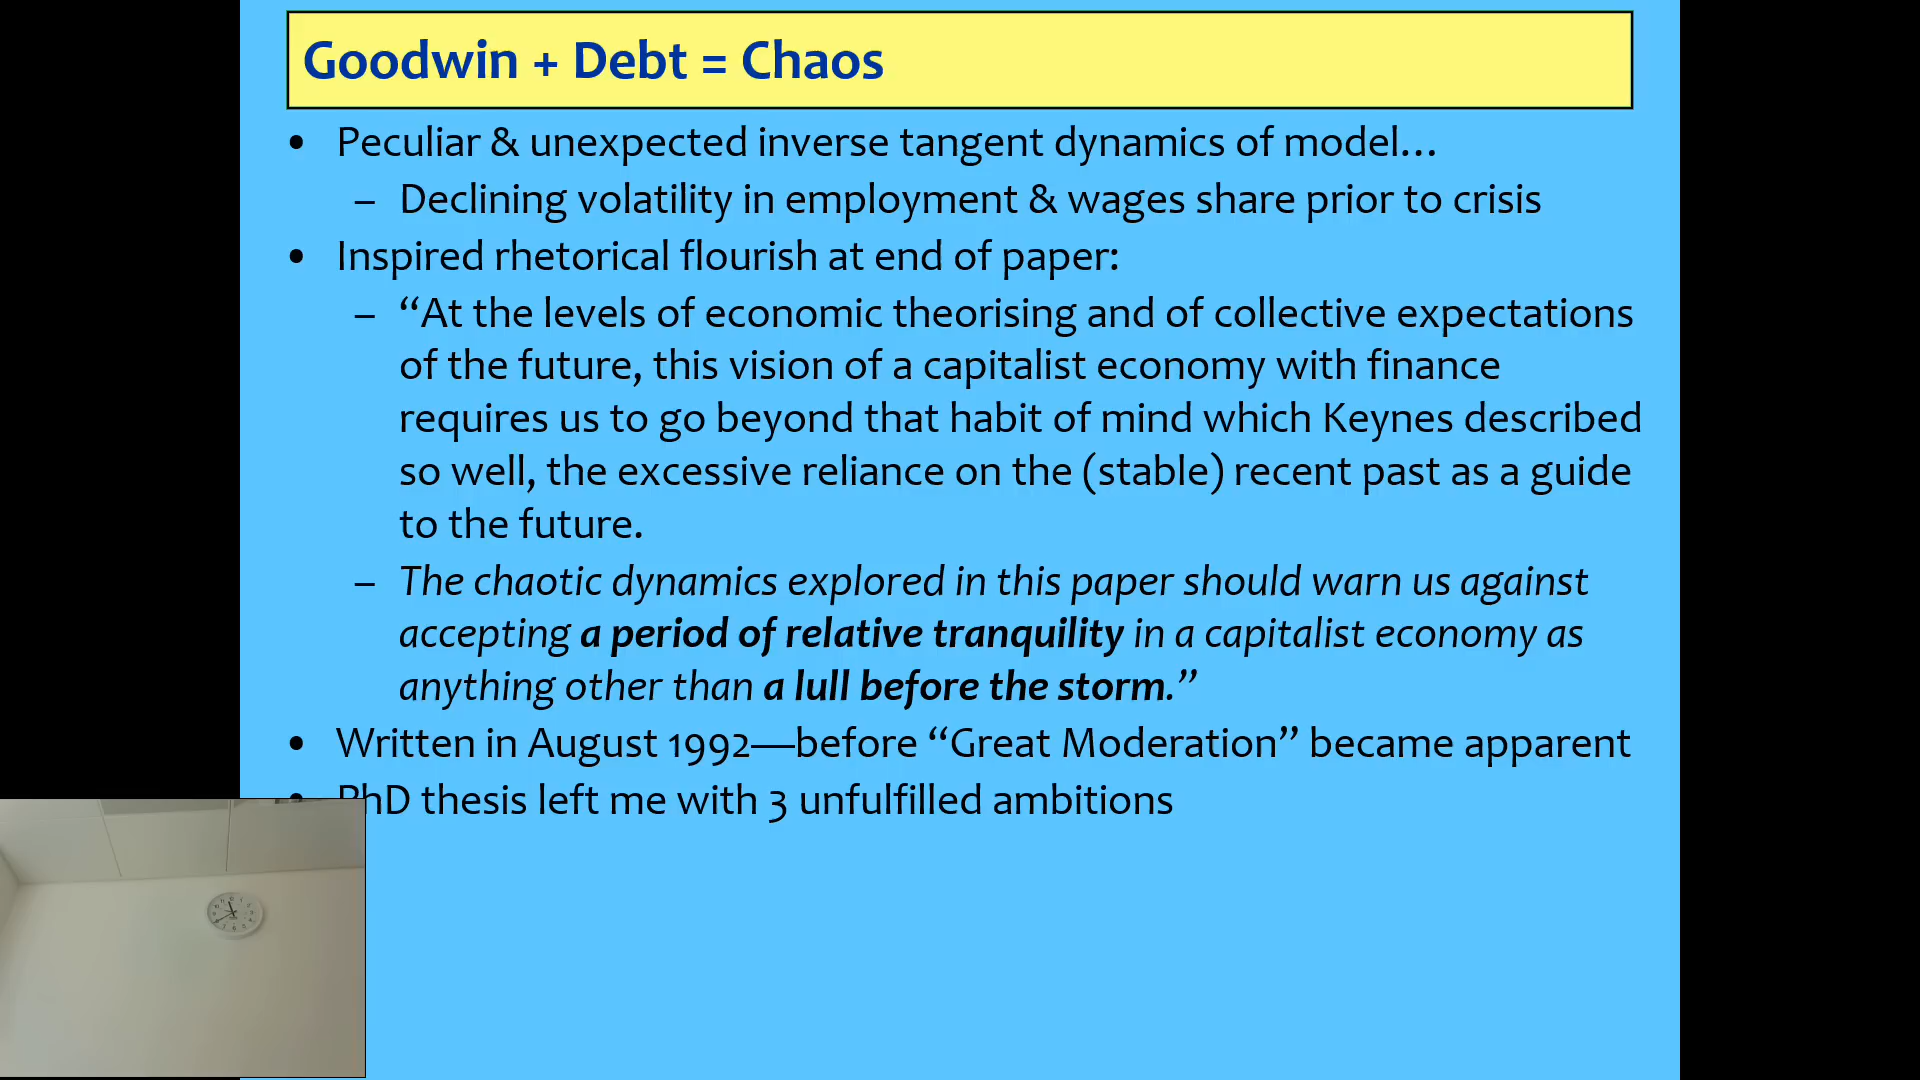 Goodwin + Debt = Chaos
• Peculiar & unexpected inverse tangent dynamics of model…
– Declining volatility in employment & wages share prior to crisis
• Inspired rhetorical flourish at end of paper:
– “At the levels of economic theorising and of collective expectations
of the future, this vision of a capitalist economy with finance
requires us to go beyond that habit of mind which Keynes described
so well, the excessive reliance on the (stable) recent past as a guide
to the future.
– The chaotic dynamics explored in this paper should warn us against
accepting a period of relative tranquility in a capitalist economy as
anything other than a lull before the storm.”
• Written in August 1992—before “Great Moderation” became apparent
• PhD thesis left me with 3 unfulfilled ambitions